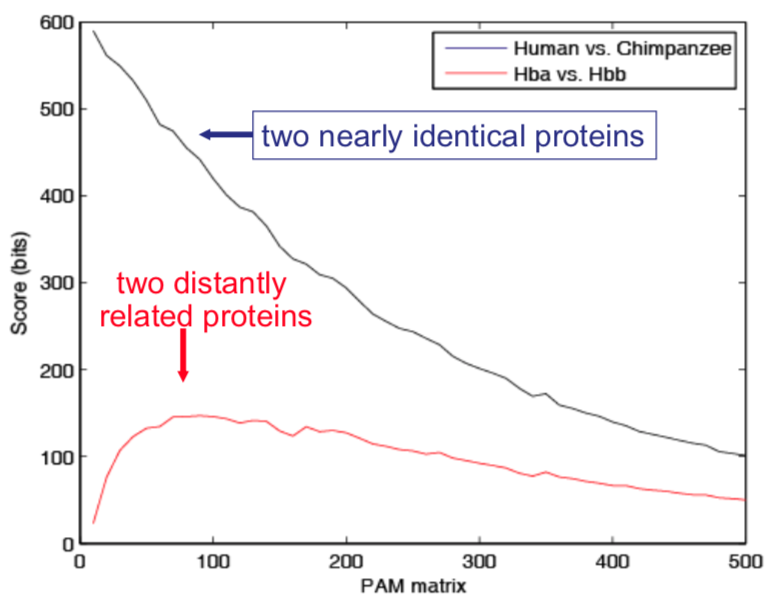 600
500
400
300
200
100
0
Score (bits)
Human vs. Chimpanzee
Hba vs. Hbb
two nearly identical proteins
two distantly
related proteins
0 100 200 300 400 500
PAM matrix